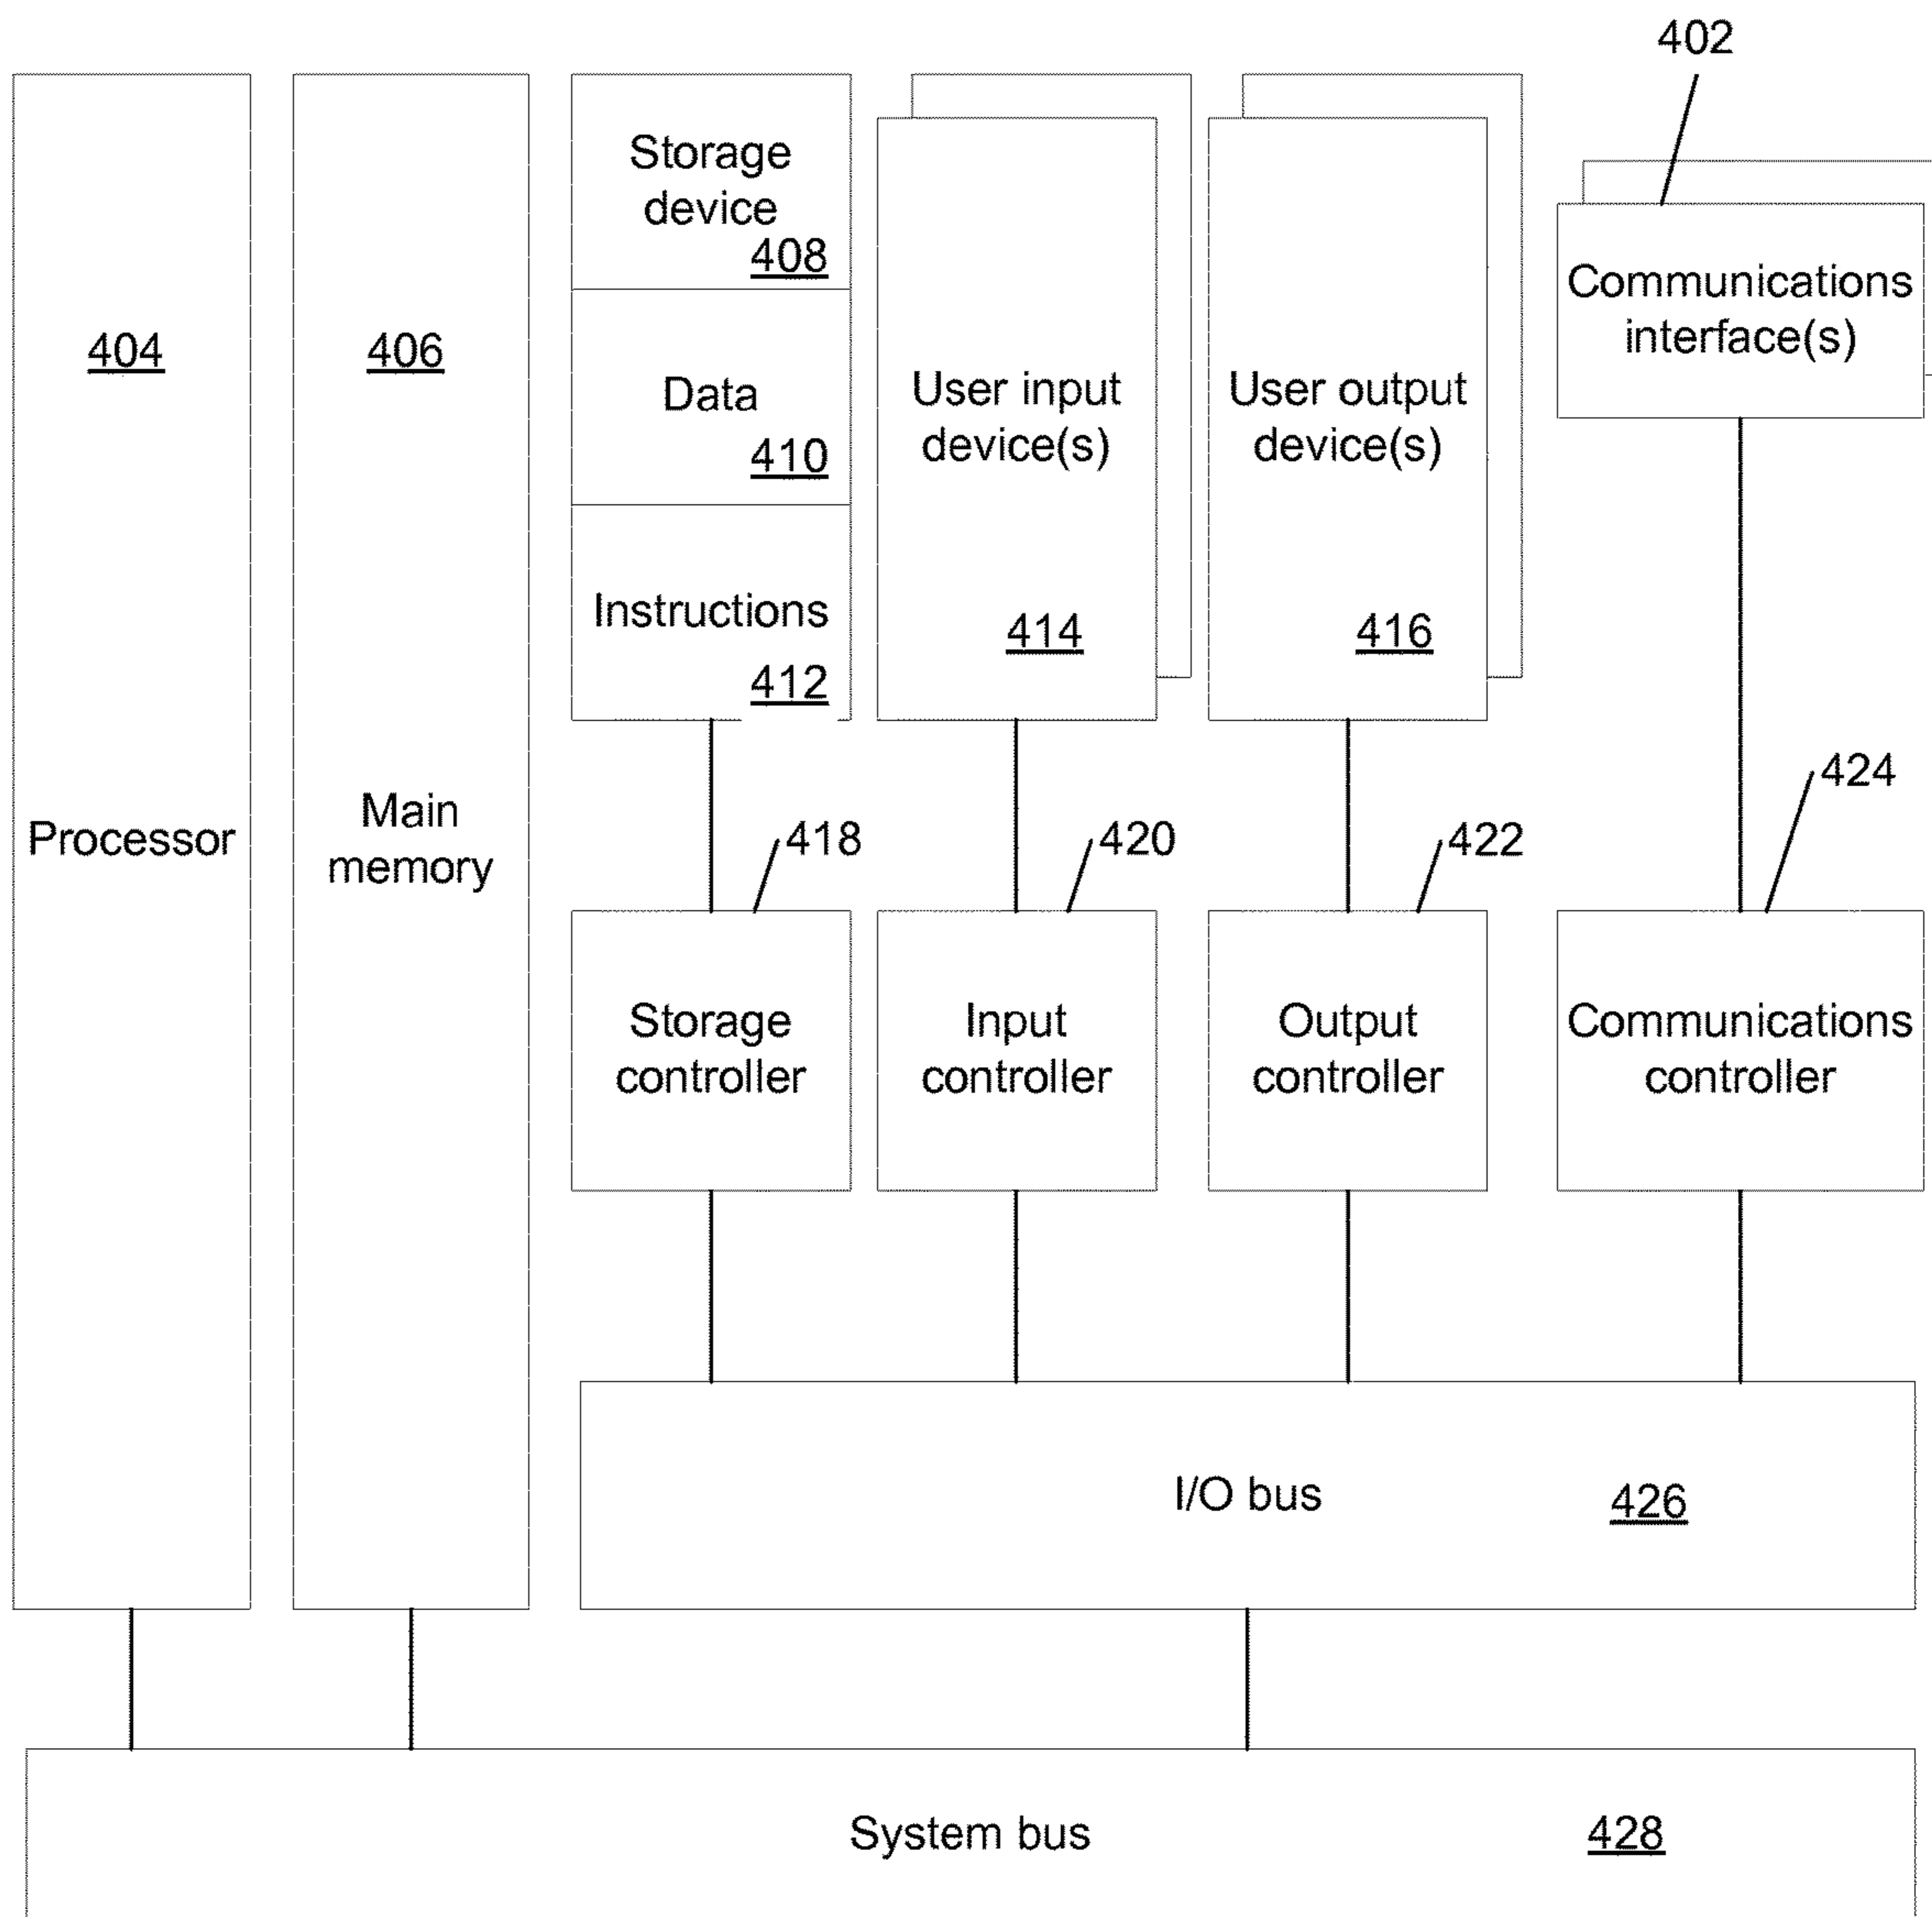 402
Storage
device
408
Communications
interface(s)
404
406
Data
410
User input
device(s)
User output
device(s)
Instructions
412
414
416
424
Processor
Main
memory
418
420
422
Storage
controller
Input
controller
Output
controller
Communications
controller
I/O bus
426
System bus
428